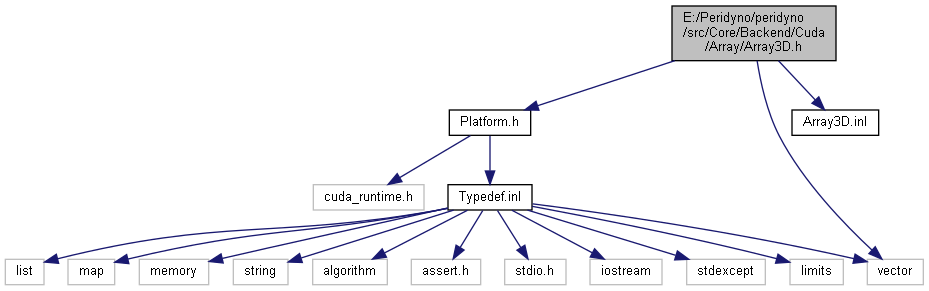 E:/Peridyno/peridyno
/src/Core/Backend/Cuda
/Array/Array3D.h
Platform.h
Array3D.inl
cuda_runtime.h
Typedef.inl
list
map
memory
string
algorithm
assert.h
stdio.h
iostream
stdexcept
limits
vector